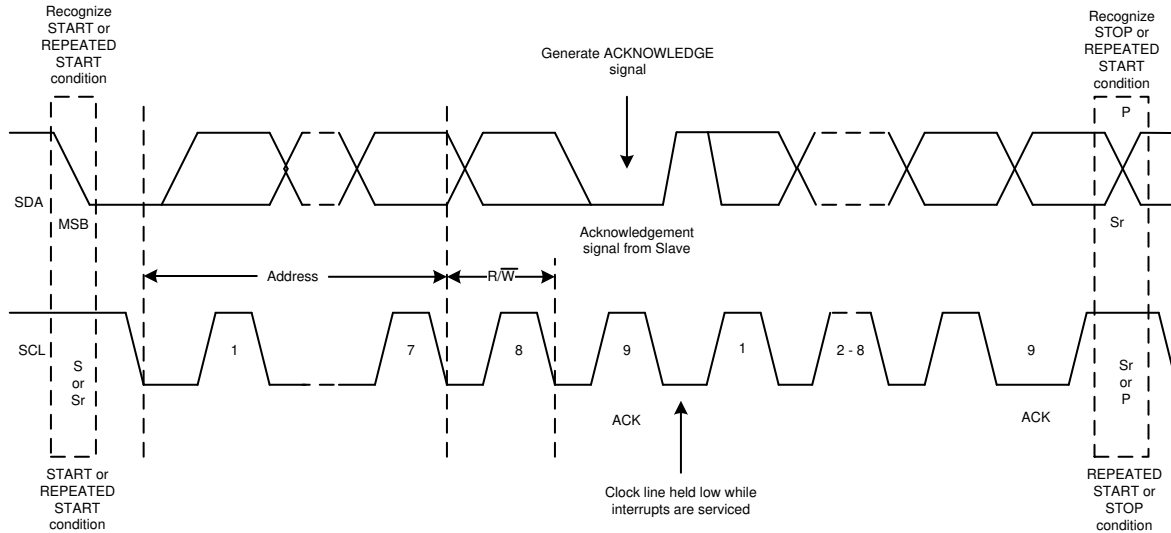 Recognize
START or
REPEATED
START
condition
Generate ACKNOWLEDGE
signal
Recognize
STOP or
REPEATED
START
condition
P
SDA
MSB
Acknowledgement
signal from Slave
Sr
Address
R/W̅
SCL
S
or
Sr
1
7
8
9
1
2 - 8
9
Sr
or
P
ACK
ACK
START or
REPEATED
START
condition
Clock line held low while
interrupts are serviced
REPEATED
START or
STOP
condition